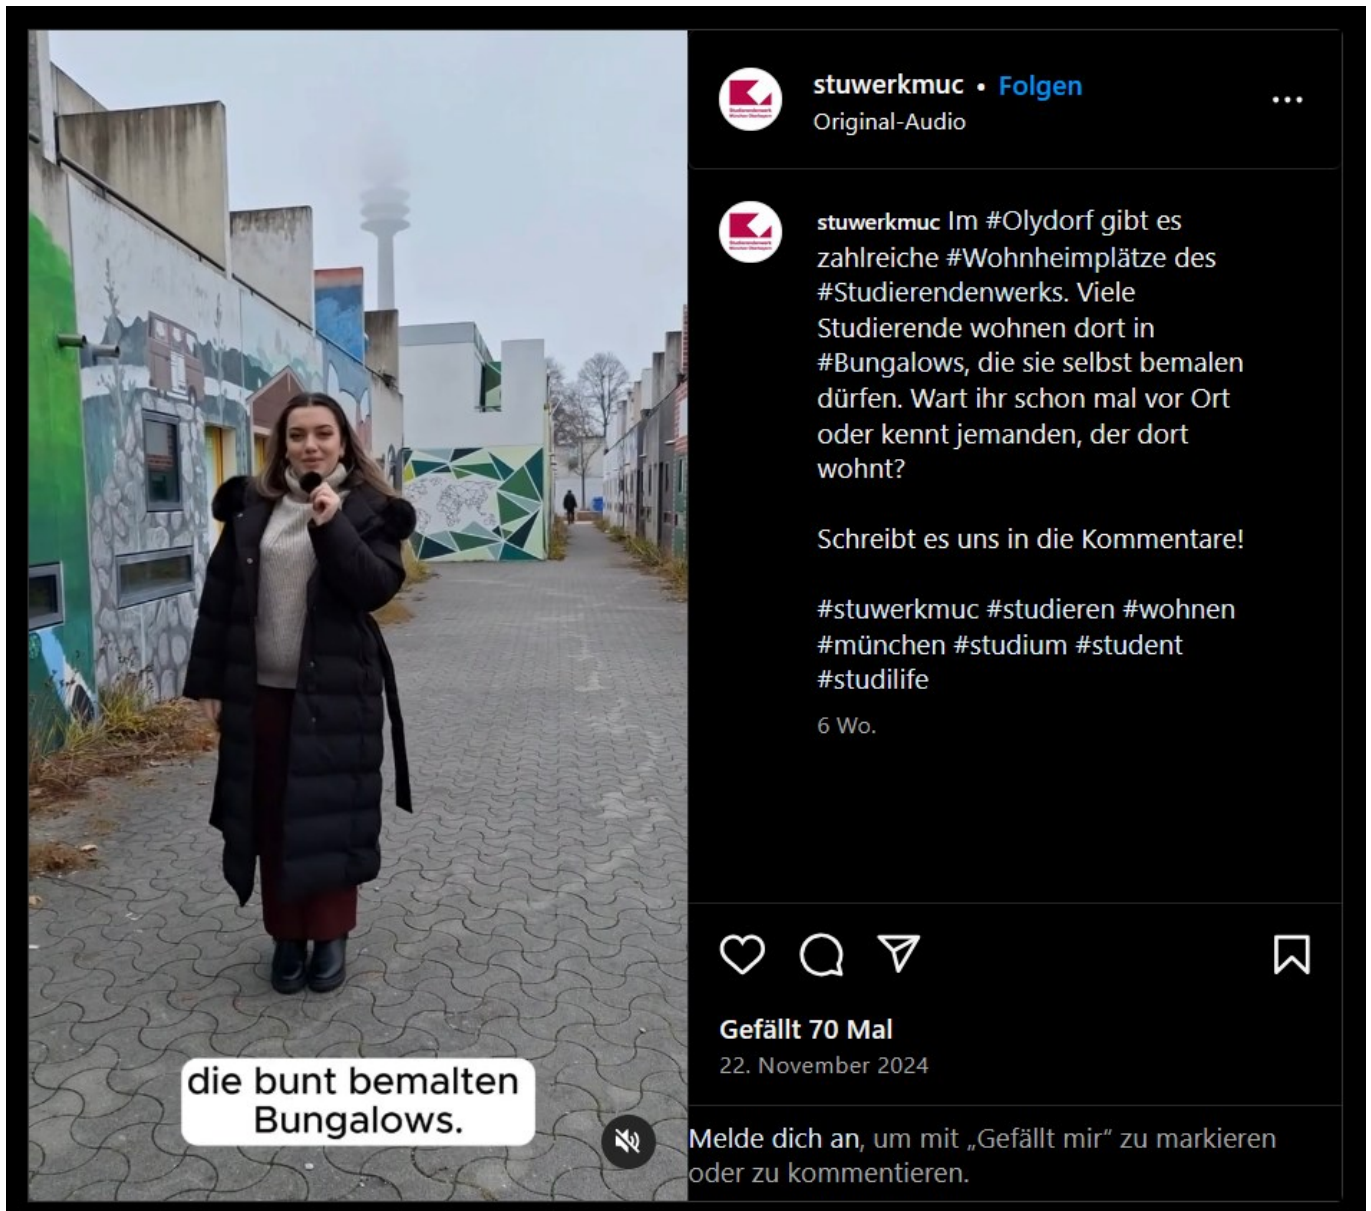 stuwerkmuc • Folgen
Original-Audio
stuwerkmuc Im #Olydorf gibt es
zahlreiche #Wohnheimplätze des
#Studierendenwerks. Viele
Studierende wohnen dort in
#Bungalows, die sie selbst bemalen
dürfen. Wart ihr schon mal vor Ort
oder kennt jemanden, der dort
wohnt?
Schreibt es uns in die Kommentare!
#stuwerkmuc #studieren #wohnen
#münchen #studium #student
#studilife
6 Wo.
Gefällt 70 Mal
22. November 2024
Melde dich an, um mit „Gefällt mir“ zu markieren
oder zu kommentieren.
die bunt bemalten
Bungalows.